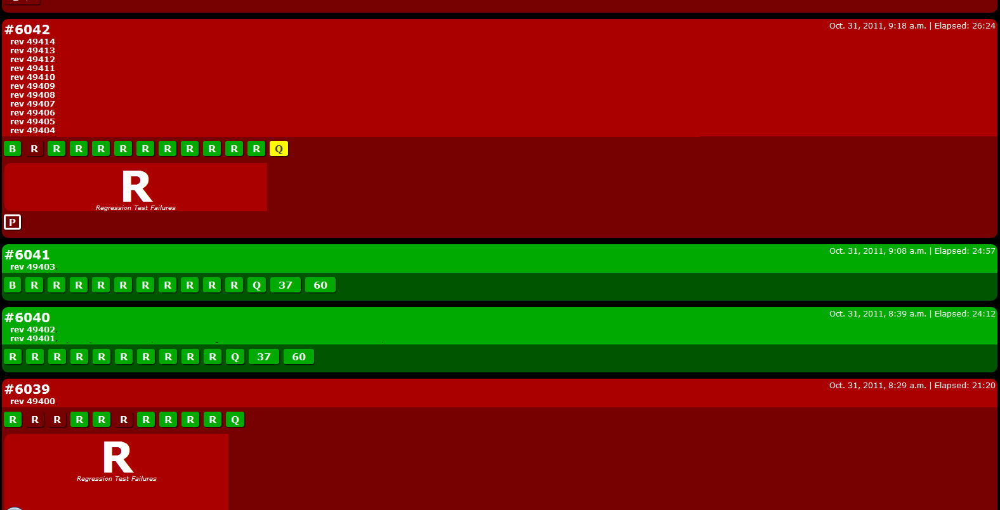 #6042
Oct. 31, 2011, 9:18 a.m. | Elapsed: 26:24
rev 49414
rev 49413
rev 49412
rev 49411
rev 49410
rev 49409
rev 49408
rev 49407
rev 49406
rev 49405
rev 49404
B R R R R R R R R R R R Q
R
Regression Test Failures
P
#6041
Oct. 31, 2011, 9:08 a.m. | Elapsed: 24:57
rev 49403
B R R R R R R R R R R Q 37 60
#6040
Oct. 31, 2011, 8:39 a.m. | Elapsed: 24:12
rev 49402
rev 49401
R R R R R R R R R R Q 37 60
#6039
Oct. 31, 2011, 8:29 a.m. | Elapsed: 21:20
rev 49400
R R R R R R R R R R Q
R
Regression Test Failures